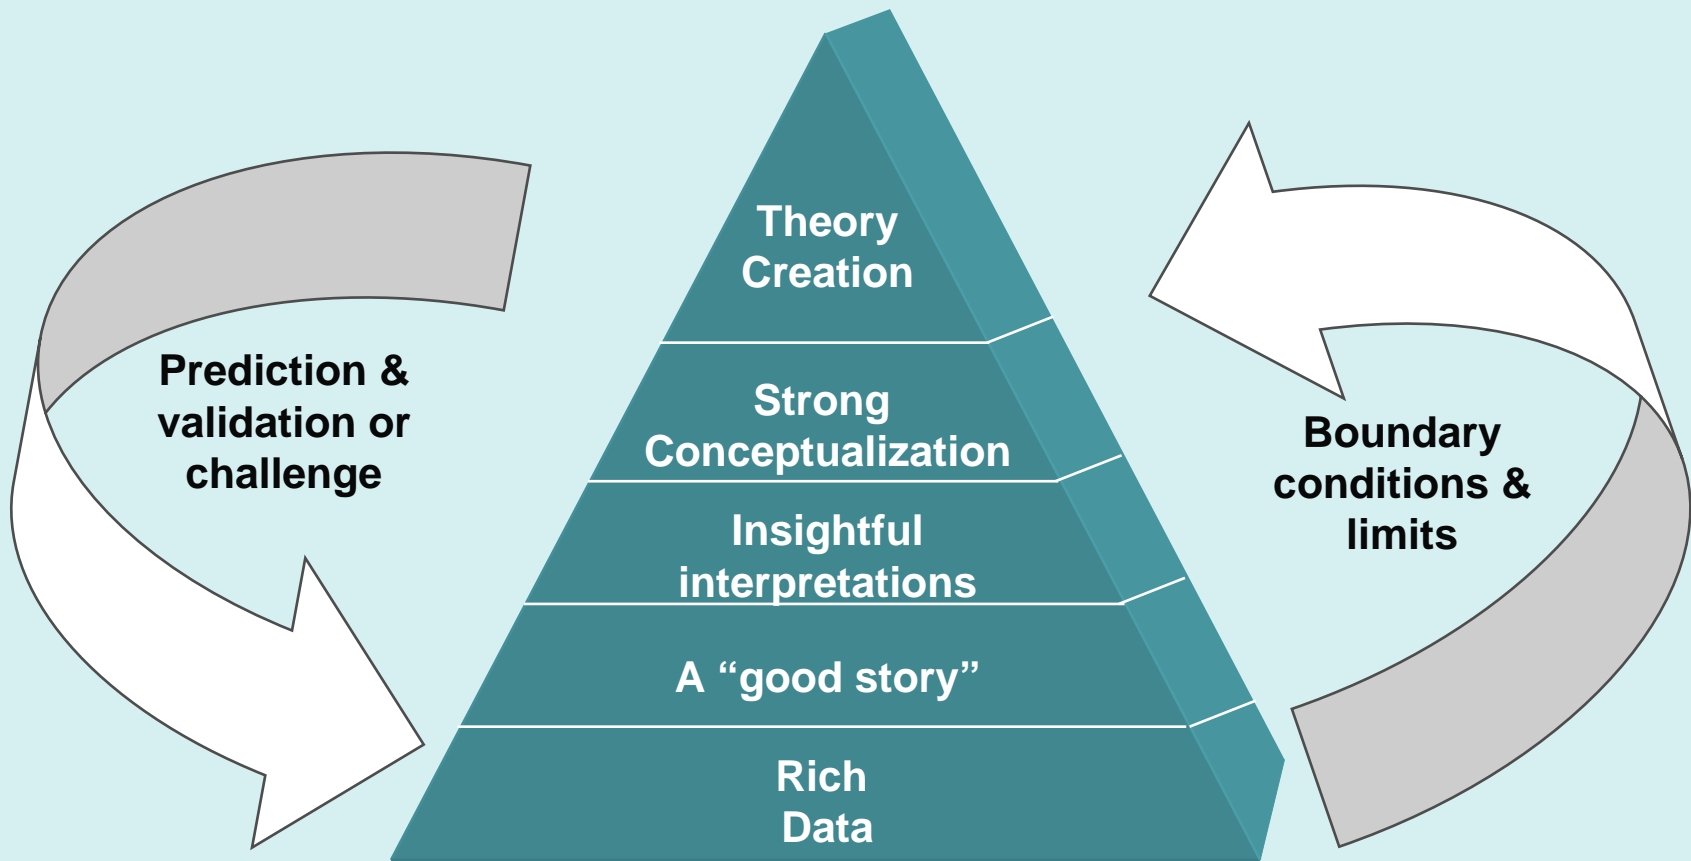 Theory
Creation
Prediction &
validation or
challenge
Strong
Conceptualization
Boundary
conditions &
limits
Insightful
interpretations
A “good story”
Rich
Data